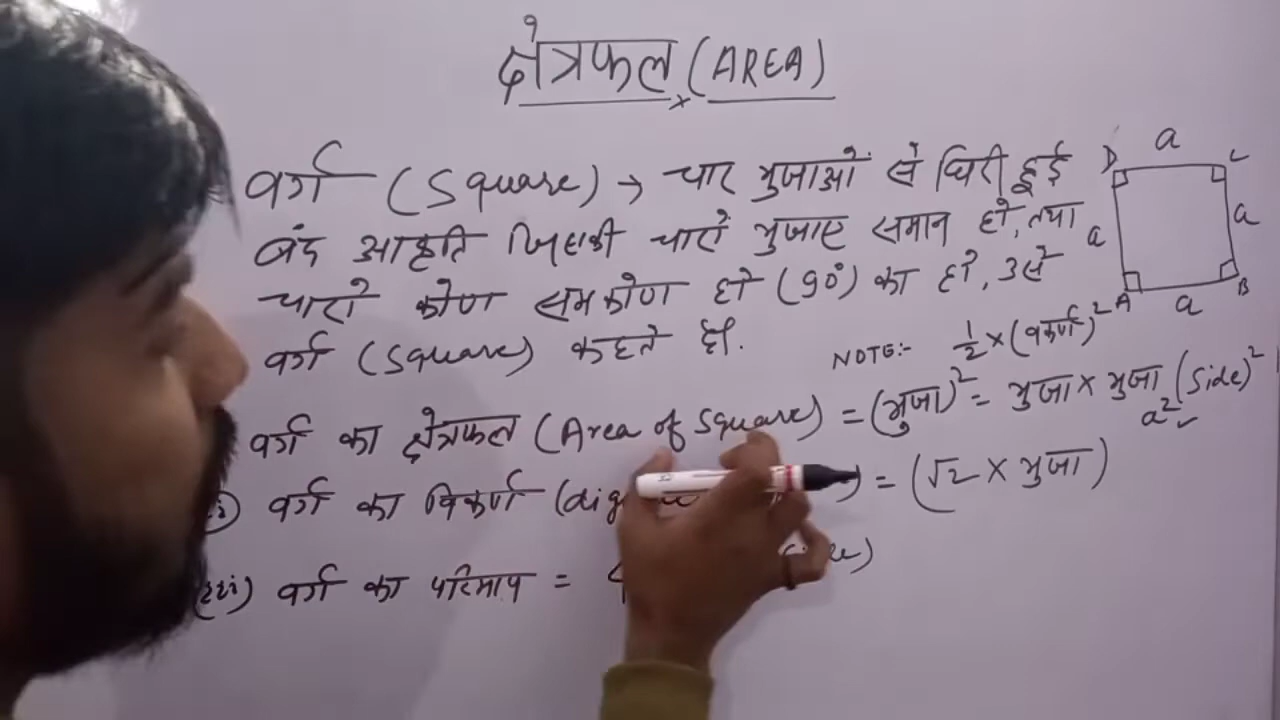 क्षेत्रफल (AREA)
वर्ग (Square) → चार भुजाओं से घिरी हुई
बंद आकृति जिसकी चारों भुजाए समान हो, तथा
चारो कोण समकोण हो (90°) का हो, उसे
वर्ग (Square) कहते हैं.
D a C
a a
A a B
NOTE:- 1/2 × (विकर्ण)²
वर्ग का क्षेत्रफल (Area of Square) = (भुजा)² = भुजा × भुजा (Side)²
a²
वर्ग का विकर्ण = (√2 × भुजा)
(iii) वर्ग का परिमाप =